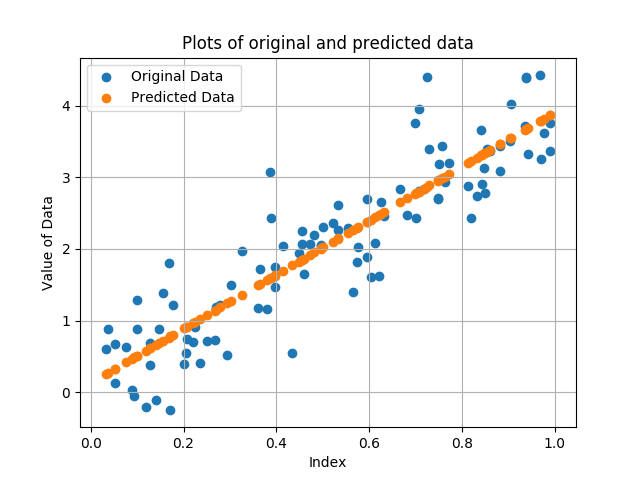 Plots of original and predicted data
Original Data
Predicted Data
Value of Data
4
3
2
1
0
0.0 0.2 0.4 0.6 0.8 1.0
Index